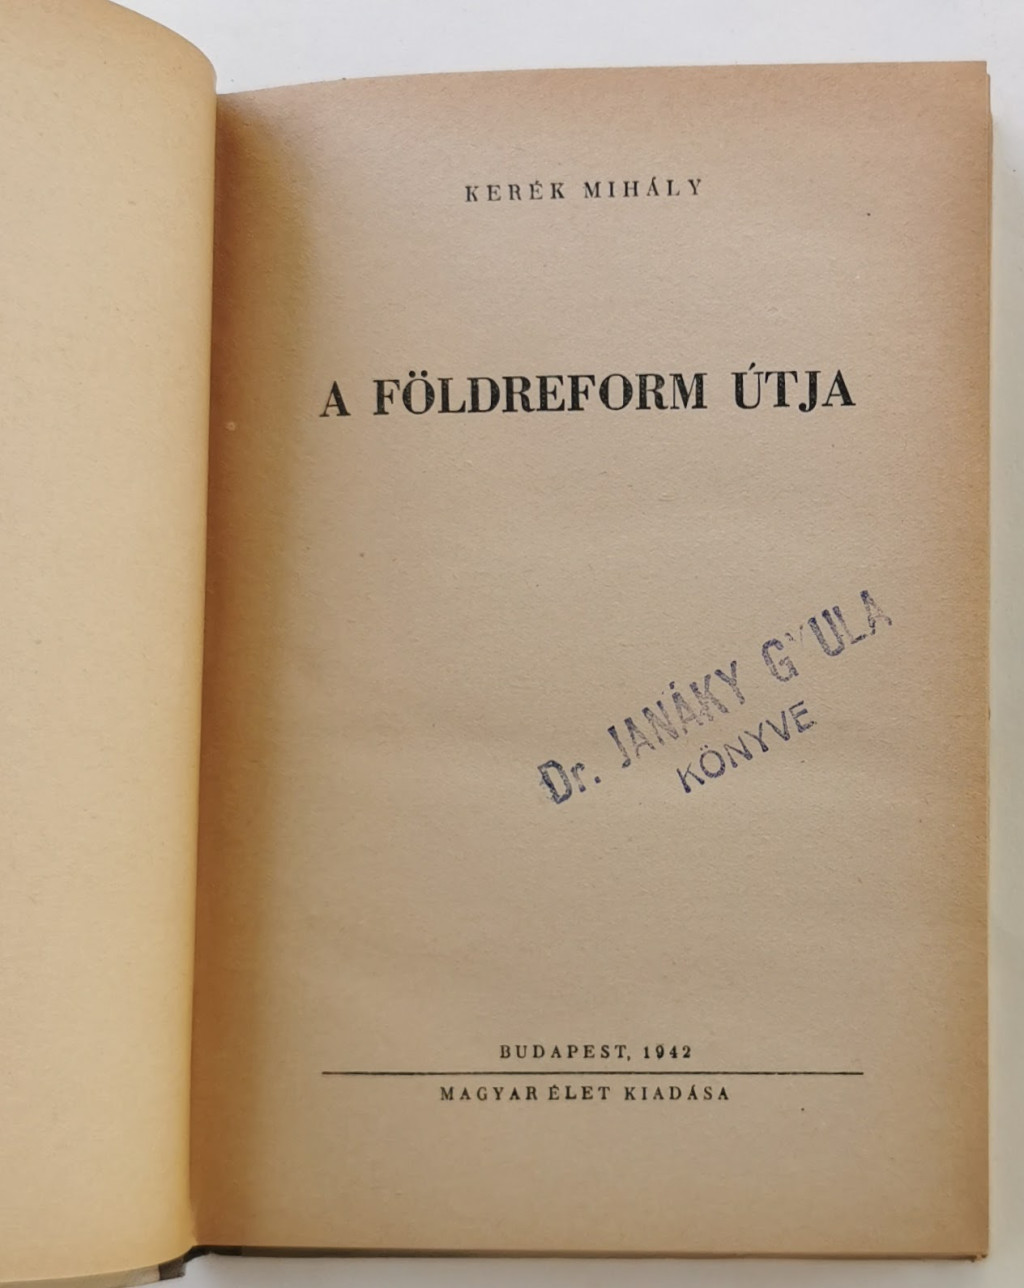 KERÉK MIHÁLY
A FÖLDREFORM ÚTJA
Dr. JANÁKY GYULA
KÖNYVE
BUDAPEST, 1942
MAGYAR ÉLET KIADÁSA